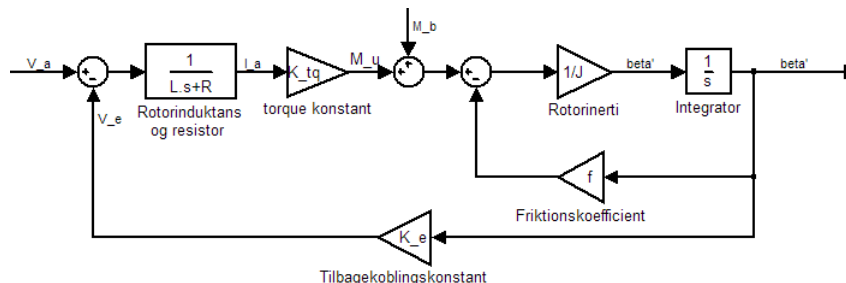 M_b
V_a
1
L.s+R
I_a
K_tq
M_u
1/J
beta'
1
s
beta'
V_e
Rotorinduktans
og resistor
torque konstant
Rotorinerti
Integrator
f
Friktionskoefficient
K_e
Tilbagekoblingskonstant